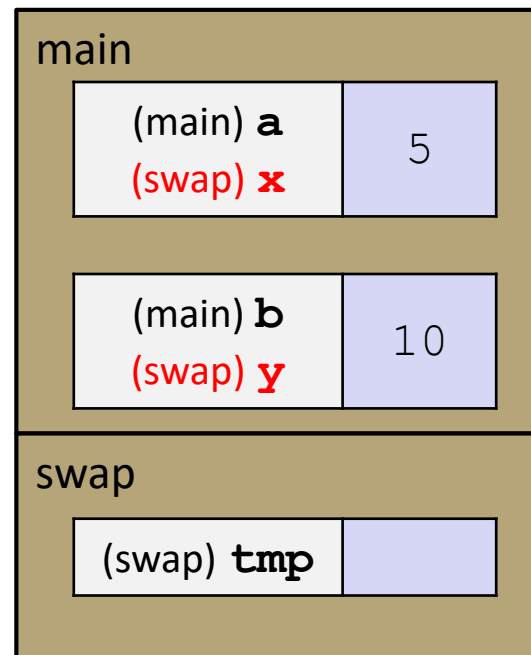 main
(main) a
(swap) x
5
(main) b
(swap) y
10
swap
(swap) tmp